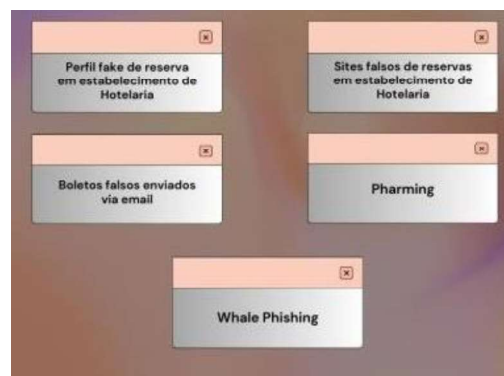 Perfil fake de reserva
em estabelecimento de
Hotelaria
Sites falsos de reservas
em estabelecimento de
Hotelaria
Boletos falsos enviados
via email
Pharming
Whale Phishing